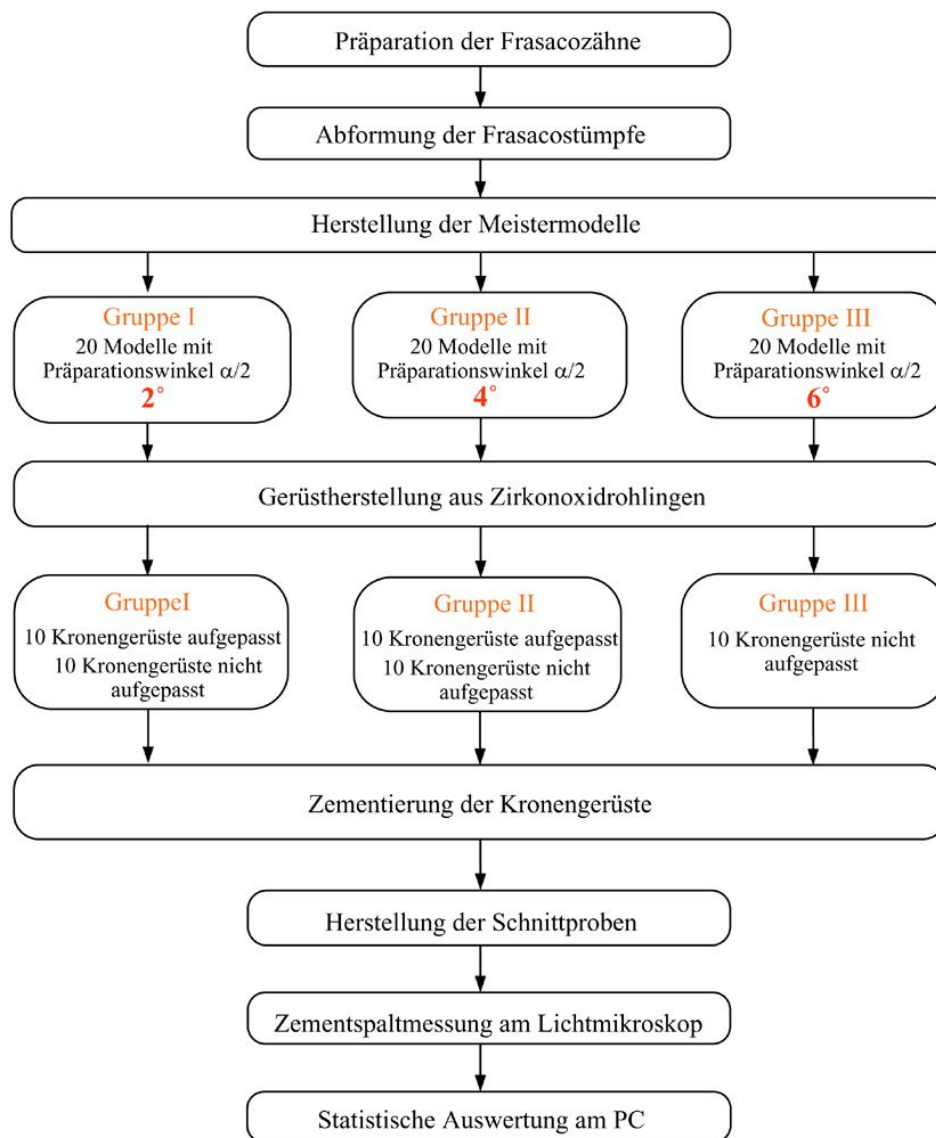 Präparation der Frasacozähne
Abformung der Frasacostümpfe
Herstellung der Meistermodelle
Gruppe I
20 Modelle mit
Präparationswinkel α/2
2°
Gruppe II
20 Modelle mit
Präparationswinkel α/2
4°
Gruppe III
20 Modelle mit
Präparationswinkel α/2
6°
Gerüstherstellung aus Zirkonoxidrohlingen
GruppeI
10 Kronengerüste aufgepasst
10 Kronengerüste nicht
aufgepasst
Gruppe II
10 Kronengerüste aufgepasst
10 Kronengerüste nicht
aufgepasst
Gruppe III
10 Kronengerüste nicht
aufgepasst
Zementierung der Kronengerüste
Herstellung der Schnittproben
Zementspaltmessung am Lichtmikroskop
Statistische Auswertung am PC